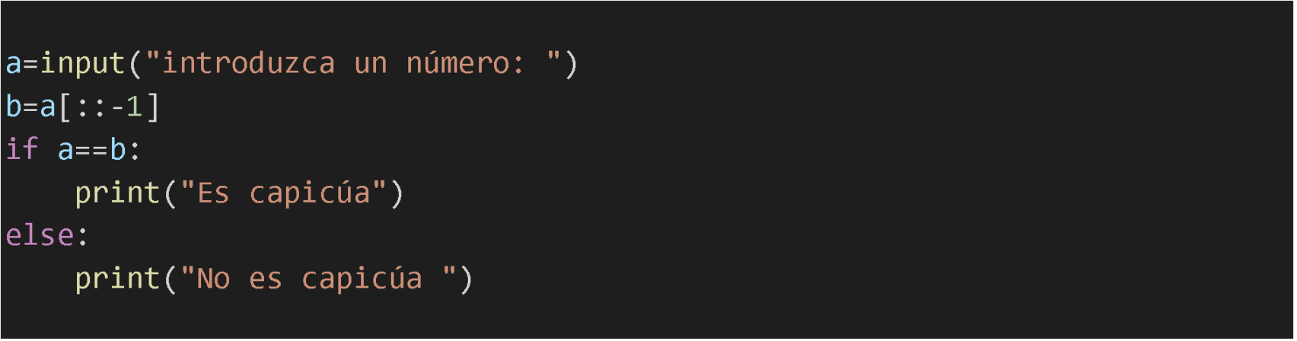 a=input("introduzca un número: ")
b=a[::-1]
if a==b:
    print("Es capicúa")
else:
    print("No es capicúa ")